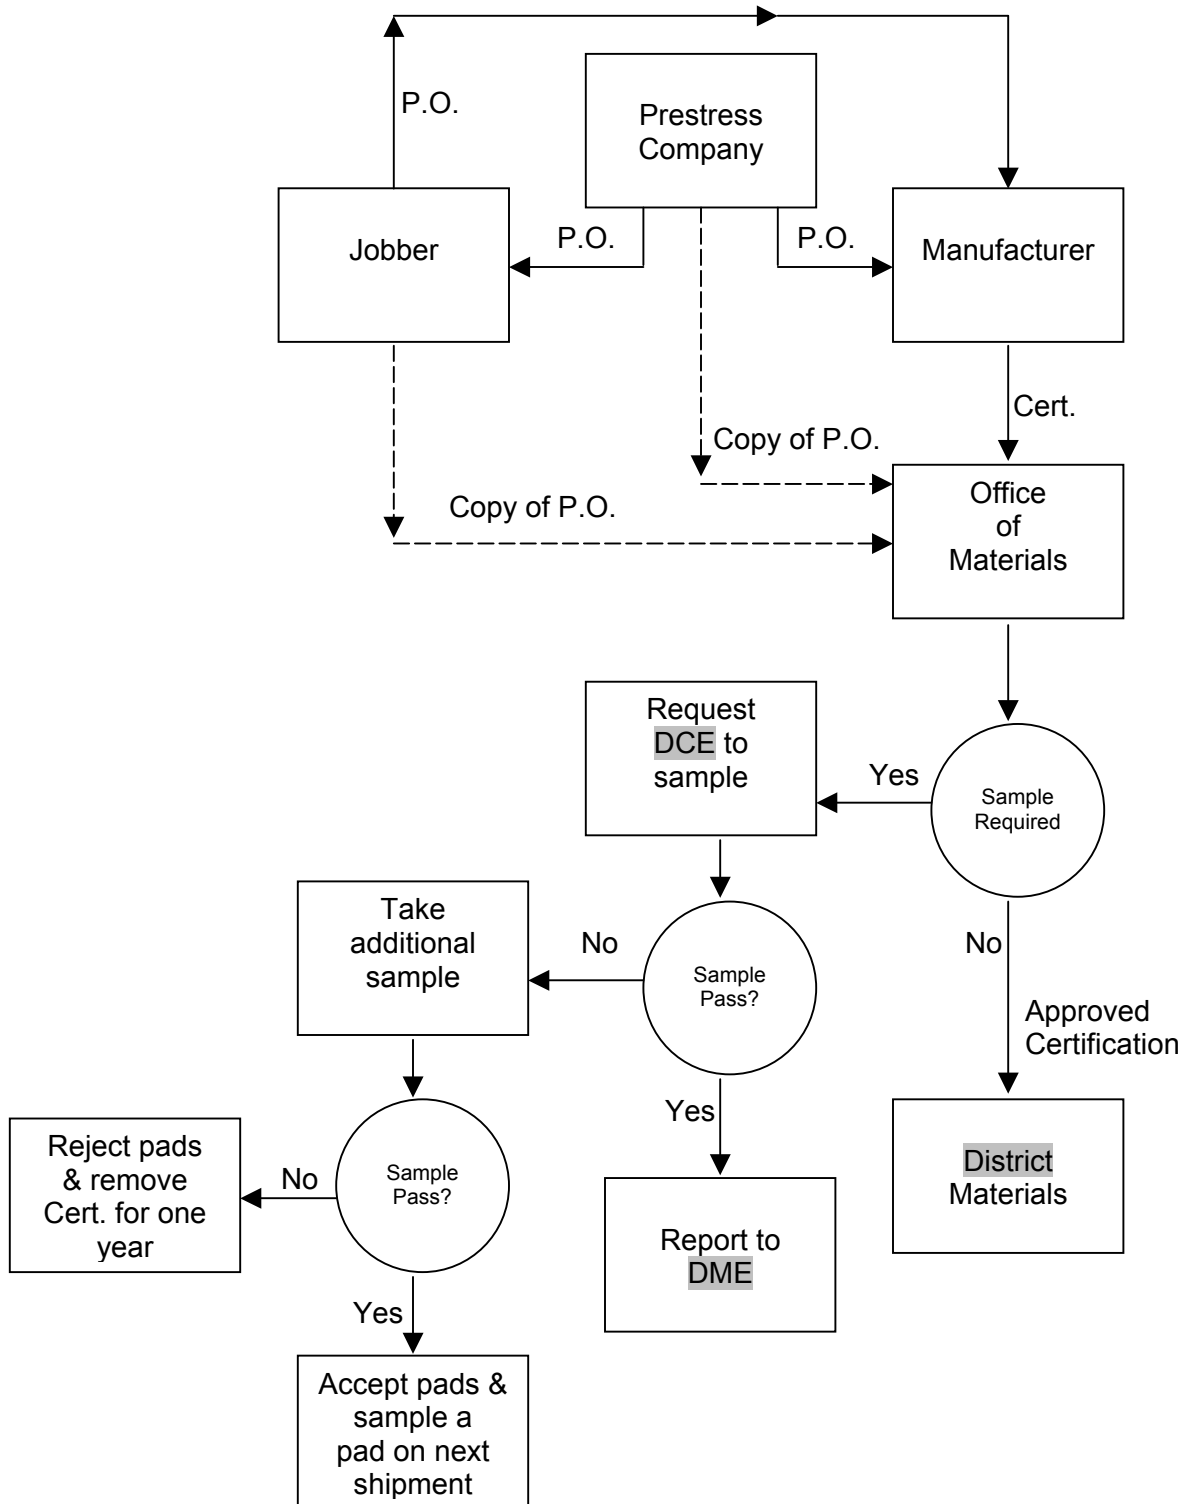 P.O.
Prestress
Company
Jobber
P.O.
P.O.
Manufacturer
Cert.
Copy of P.O.
Copy of P.O.
Office
of
Materials
Request
DCE to
sample
Yes
Sample
Required
Take
additional
sample
No
Sample
Pass?
No
Approved
Certification
Yes
Reject pads
& remove
Cert. for one
year
No
Sample
Pass?
Report to
DME
District
Materials
Yes
Accept pads &
sample a
pad on next
shipment